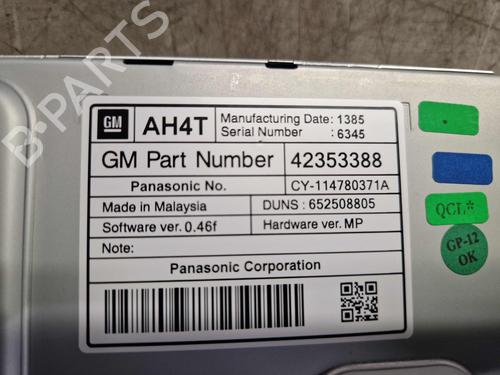 B-PARTS
GM
AH4T
Manufacturing Date: 1385
Serial Number : 6345
GM Part Number 42353388
Panasonic No. CY-114780371A
Made in Malaysia DUNS: 652508805
Software ver. 0.46f Hardware ver. MP
Note:
Panasonic Corporation
QCL*
GP-12
OK